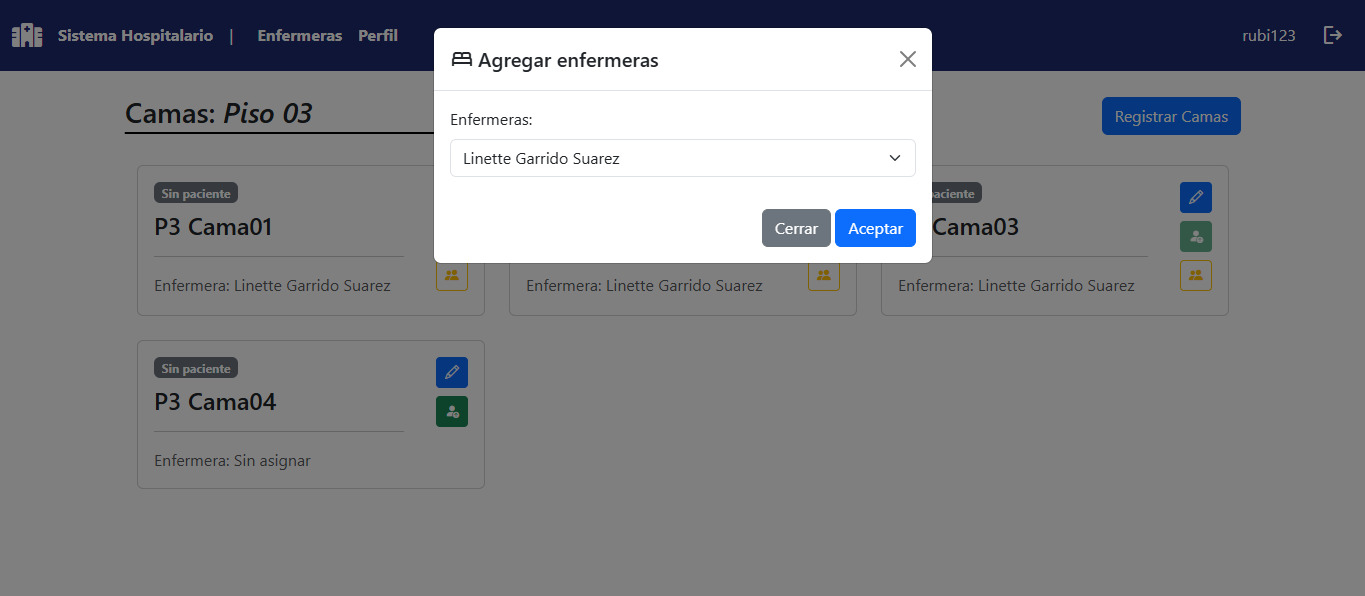 Sistema Hospitalario | Enfermeras Perfil rubi123
Agregar enfermeras
Camas: Piso 03
Registrar Camas
Enfermeras:
Linette Garrido Suarez
Cerrar Aceptar
Sin paciente
P3 Cama01
Enfermera: Linette Garrido Suarez
Enfermera: Linette Garrido Suarez
Cama03
Enfermera: Linette Garrido Suarez
Sin paciente
P3 Cama04
Enfermera: Sin asignar